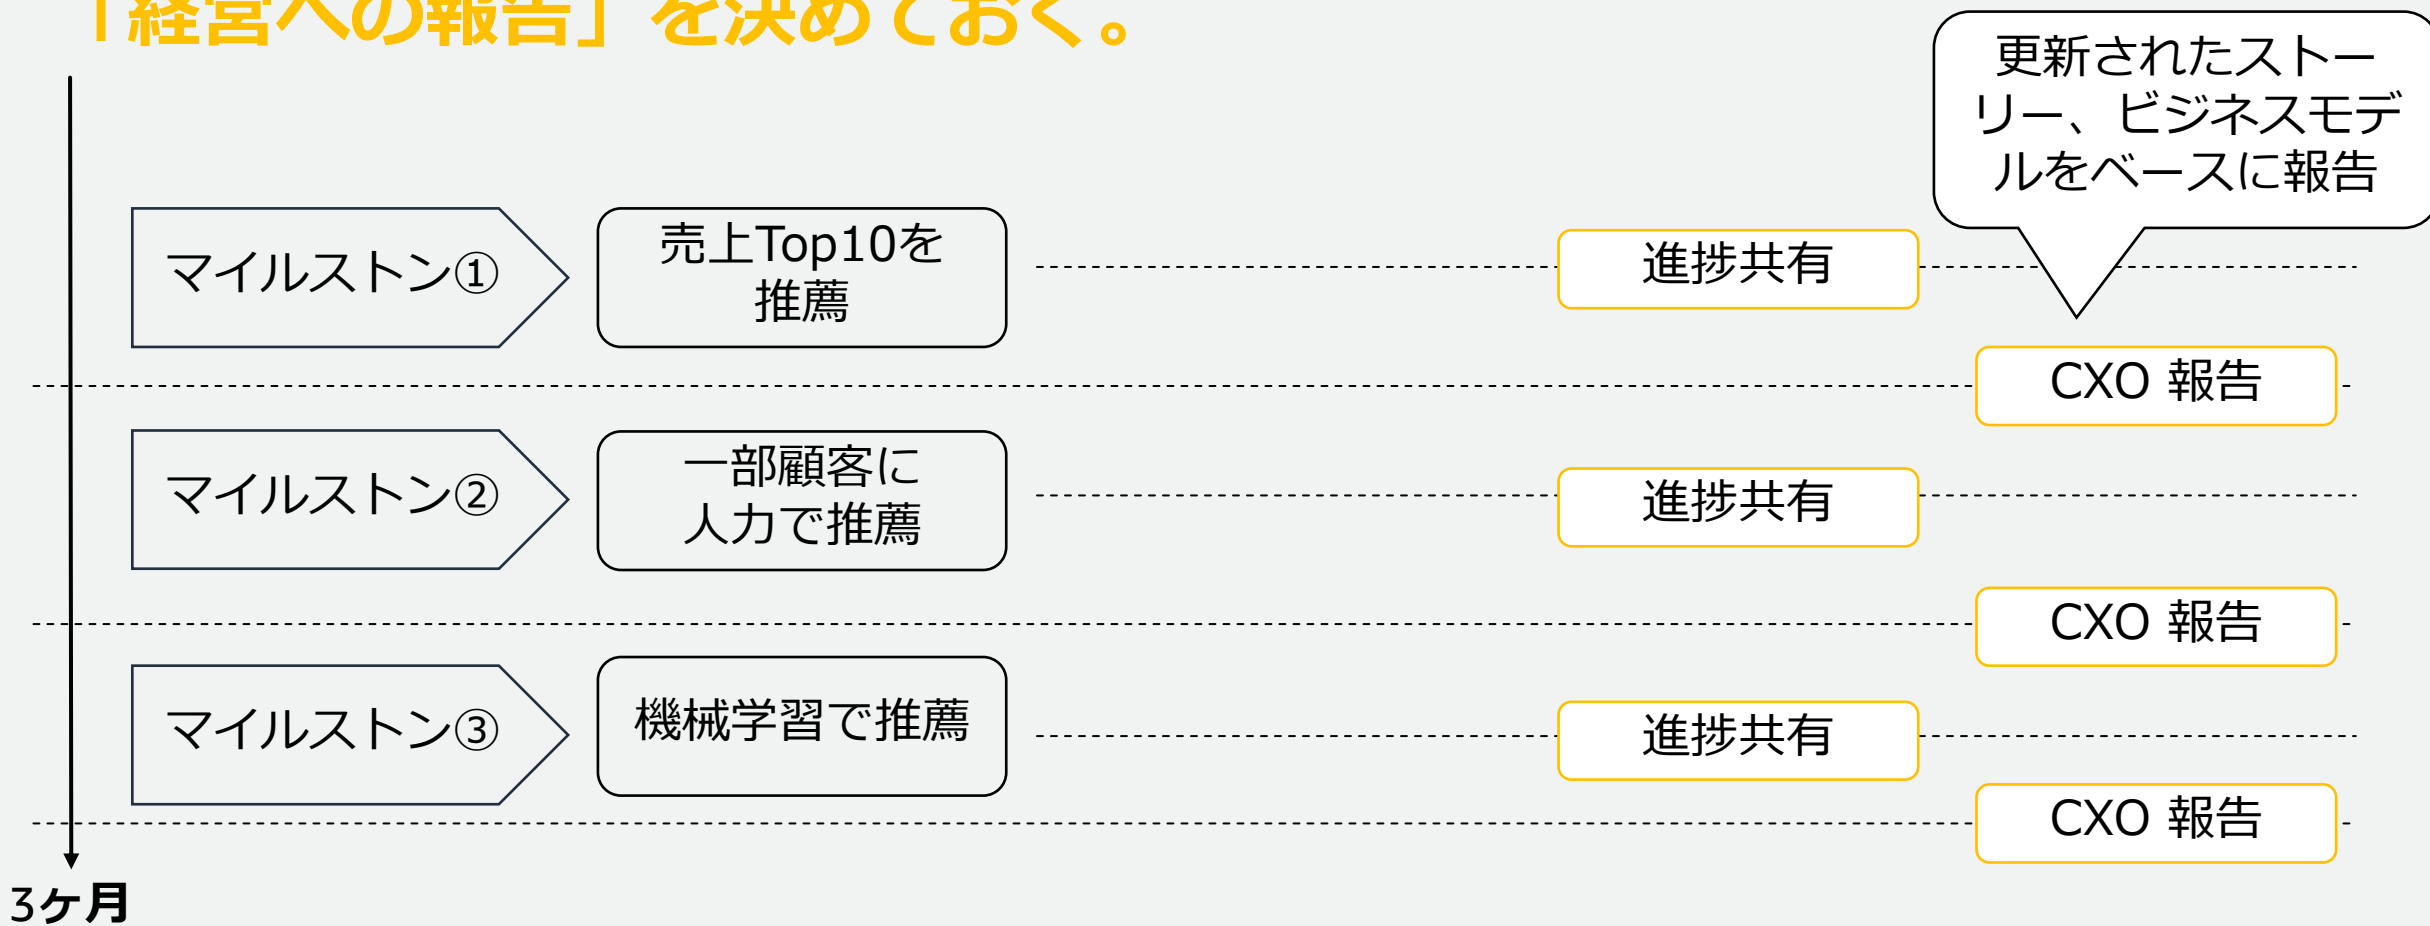 「経営への報告」を決めておく。
更新されたストー
リー、ビジネスモデ
ルをベースに報告
マイルストン①
売上Top10を
推薦
進捗共有
CXO 報告
マイルストン②
一部顧客に
人力で推薦
進捗共有
CXO 報告
マイルストン③
機械学習で推薦
進捗共有
CXO 報告
3ヶ月